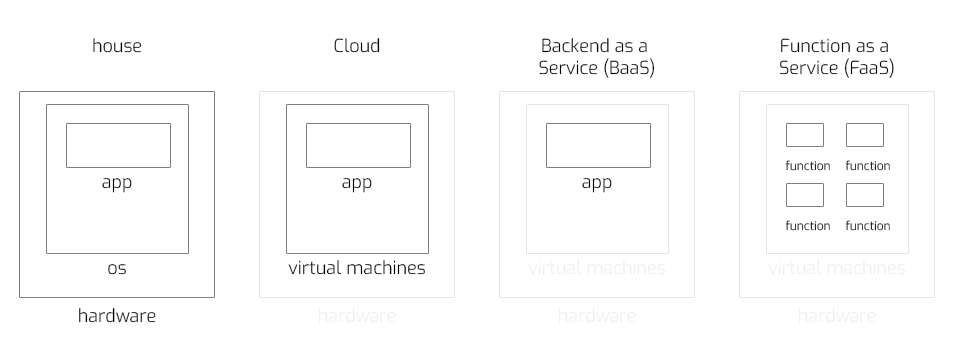 house
Cloud
Backend as a
Service (BaaS)
Function as a
Service (FaaS)
app
os
hardware
app
virtual machines
hardware
app
virtual machines
hardware
function function
function function
virtual machines
hardware